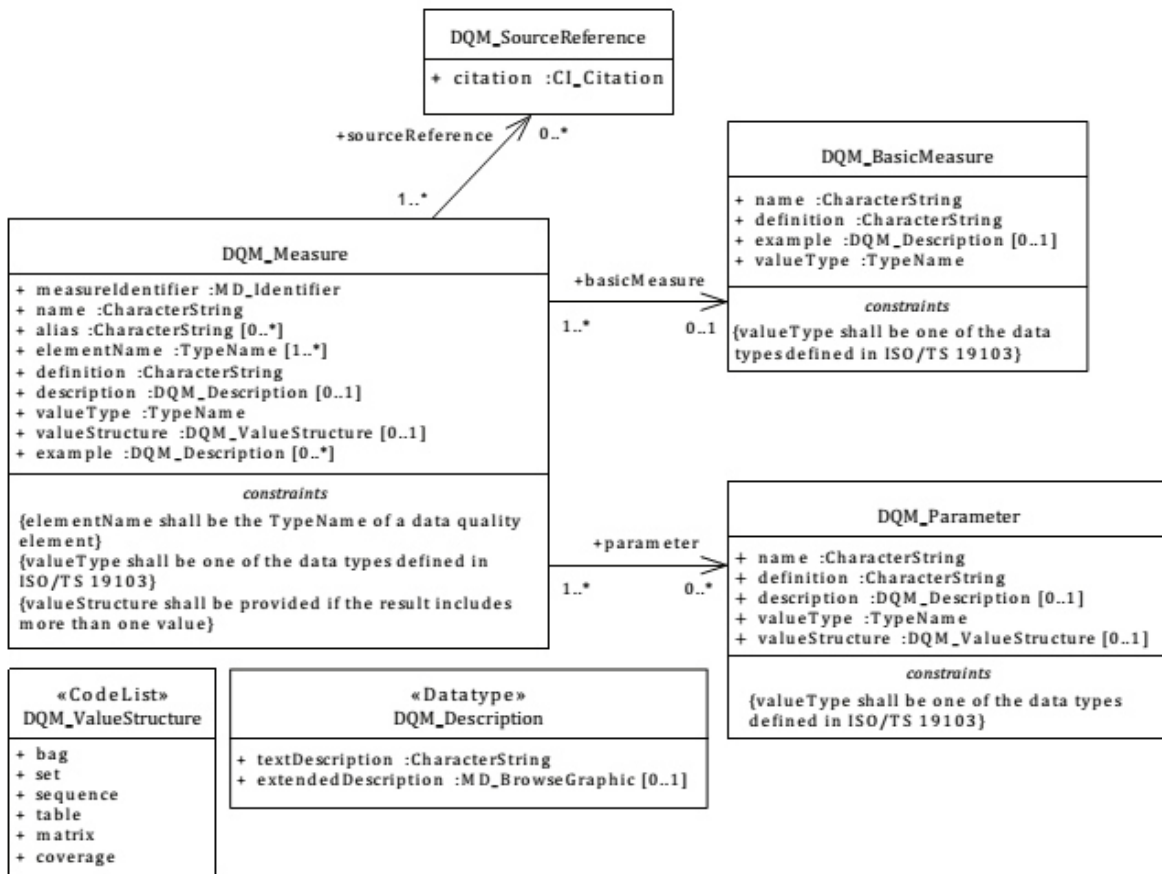 DQM_SourceReference
+ citation :CI_Citation
+sourceReference
0..*
1..*
DQM_BasicMeasure
+ name :CharacterString
+ definition :CharacterString
+ example :DQM_Description [0..1]
+ valueType :TypeName
constraints
{valueType shall be one of the data
types defined in ISO/TS 19103}
DQM_Measure
+ measureIdentifier :MD_Identifier
+ name :CharacterString
+ alias :CharacterString [0..*]
+ elementName :TypeName [1..*]
+ definition :CharacterString
+ description :DQM_Description [0..1]
+ valueType :TypeName
+ valueStructure :DQM_ValueStructure [0..1]
+ example :DQM_Description [0..*]
constraints
{elementName shall be the TypeName of a data quality
element}
{valueType shall be one of the data types defined in
ISO/TS 19103}
{valueStructure shall be provided if the result includes
more than one value}
+basicMeasure
1..*
0..1
+parameter
1..*
0..*
DQM_Parameter
+ name :CharacterString
+ definition :CharacterString
+ description :DQM_Description [0..1]
+ valueType :TypeName
+ valueStructure :DQM_ValueStructure [0..1]
constraints
{valueType shall be one of the data types
defined in ISO/TS 19103}
«CodeList»
DQM_ValueStructure
+ bag
+ set
+ sequence
+ table
+ matrix
+ coverage
«Datatype»
DQM_Description
+ textDescription :CharacterString
+ extendedDescription :MD_BrowseGraphic [0..1]